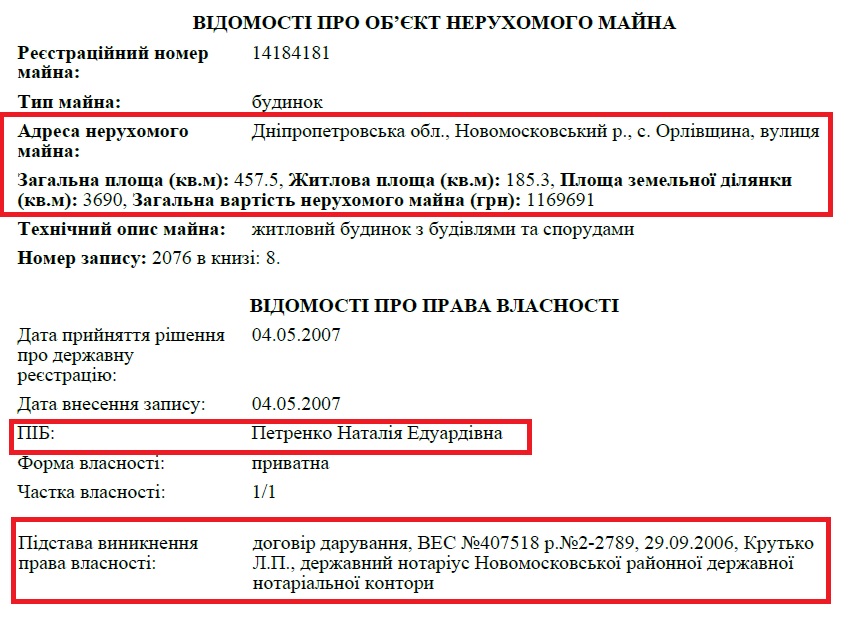 ВІДОМОСТІ ПРО ОБ’ЄКТ НЕРУХОМОГО МАЙНА
Реєстраційний номер майна: 14184181
Тип майна: будинок
Адреса нерухомого майна: Дніпропетровська обл., Новомосковський р., с. Орлівщина, вулиця
Загальна площа (кв.м): 457.5, Житлова площа (кв.м): 185.3, Площа земельної ділянки
(кв.м): 3690, Загальна вартість нерухомого майна (грн): 1169691
Технічний опис майна: житловий будинок з будівлями та спорудами
Номер запису: 2076 в книзі: 8.
ВІДОМОСТІ ПРО ПРАВА ВЛАСНОСТІ
Дата прийняття рішення про державну реєстрацію: 04.05.2007
Дата внесення запису: 04.05.2007
ПІБ: Петренко Наталія Едуардівна
Форма власності: приватна
Частка власності: 1/1
Підстава виникнення права власності: договір дарування, ВЕС №407518 р.№2-2789, 29.09.2006, Крутько
Л.П., державний нотаріус Новомосковської районної державної
нотаріальної контори